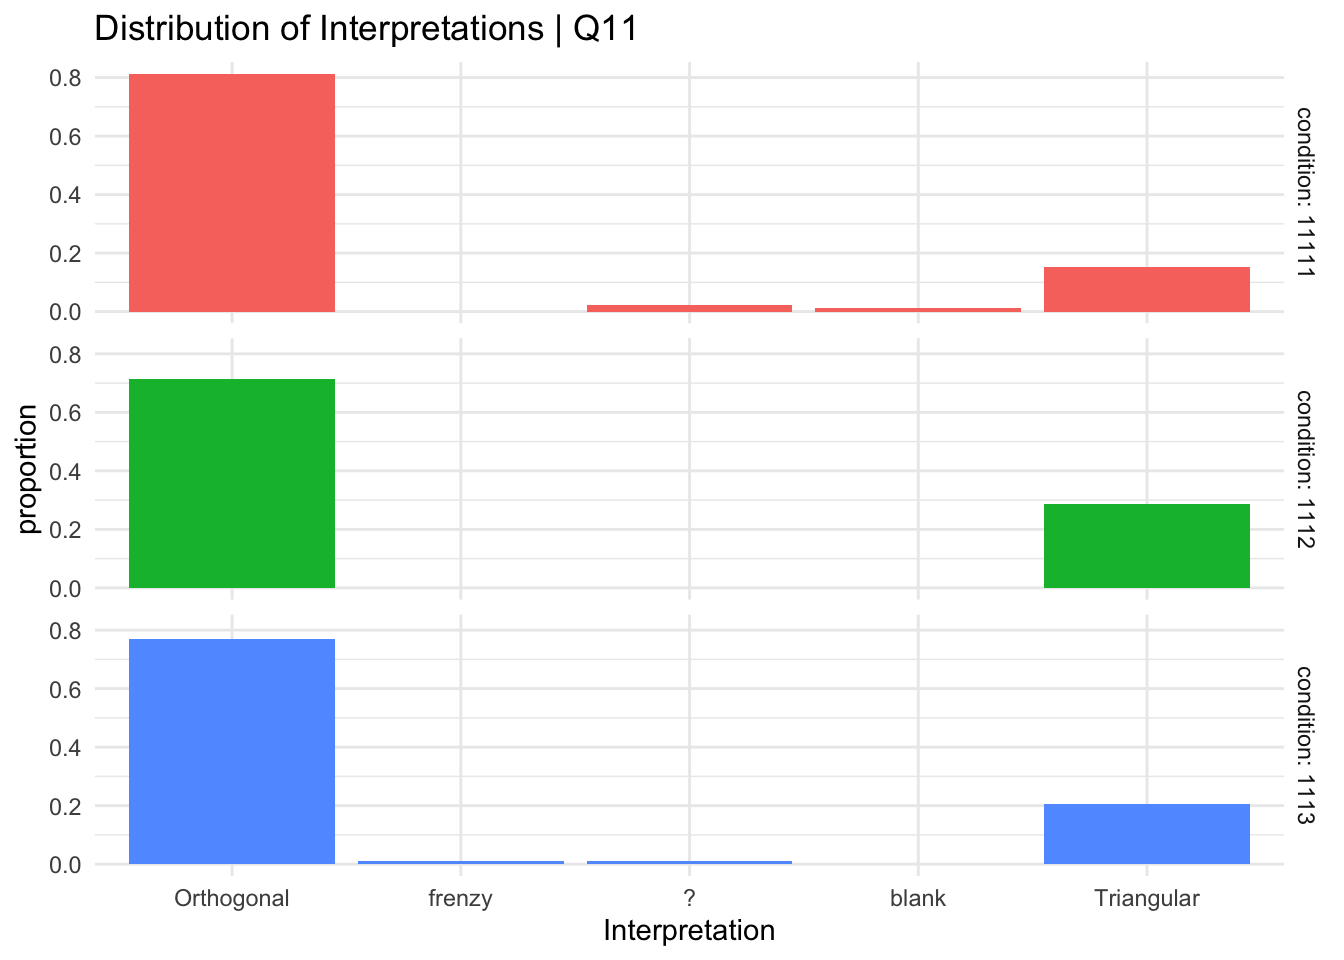 Distribution of Interpretations | Q11
0.8
0.6
0.4
0.2
0.0
condition: 11111
0.8
0.6
0.4
0.2
0.0
condition: 1112
0.8
0.6
0.4
0.2
0.0
condition: 1113
proportion
Orthogonal frenzy ? blank Triangular
Interpretation